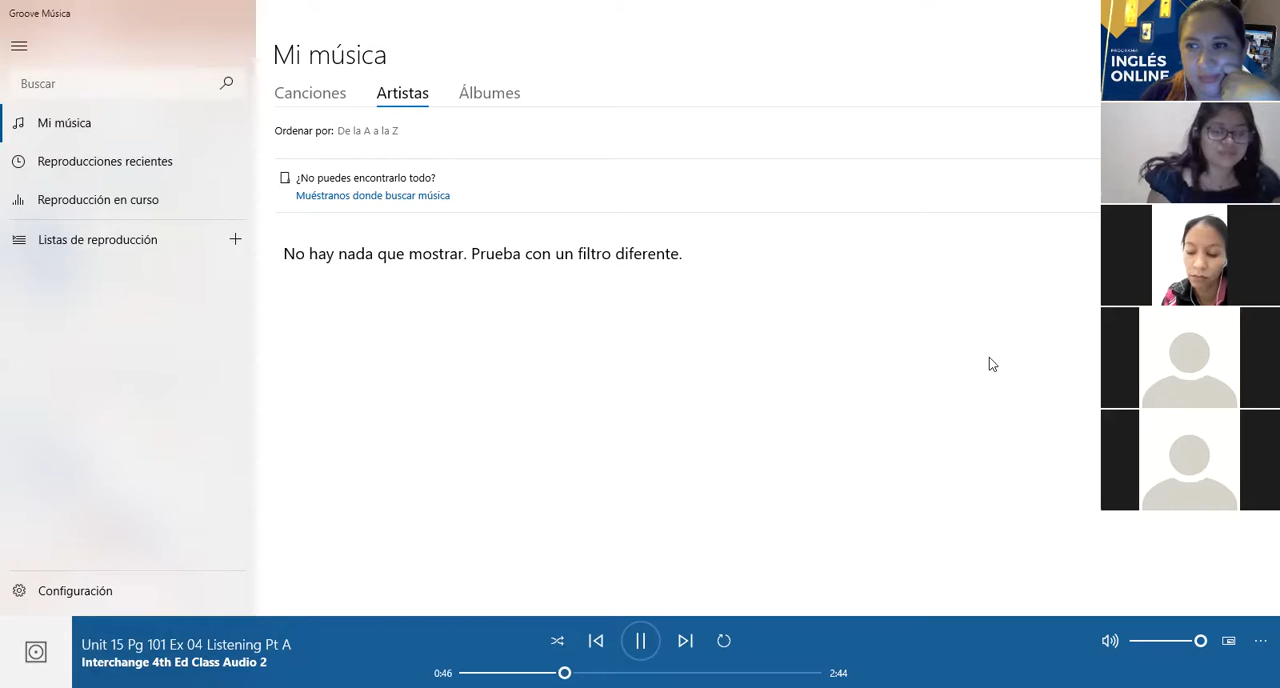 Groove Música
Buscar
Mi música
Reproducciones recientes
Reproducción en curso
Listas de reproducción
Configuración
Mi música
Canciones Artistas Álbumes
Ordenar por: De la A a la Z
¿No puedes encontrarlo todo?
Muéstranos donde buscar música
No hay nada que mostrar. Prueba con un filtro diferente.
PROGRAMA
INGLÉS
ONLINE
Unit 15 Pg 101 Ex 04 Listening Pt A
Interchange 4th Ed Class Audio 2
0:46
2:44